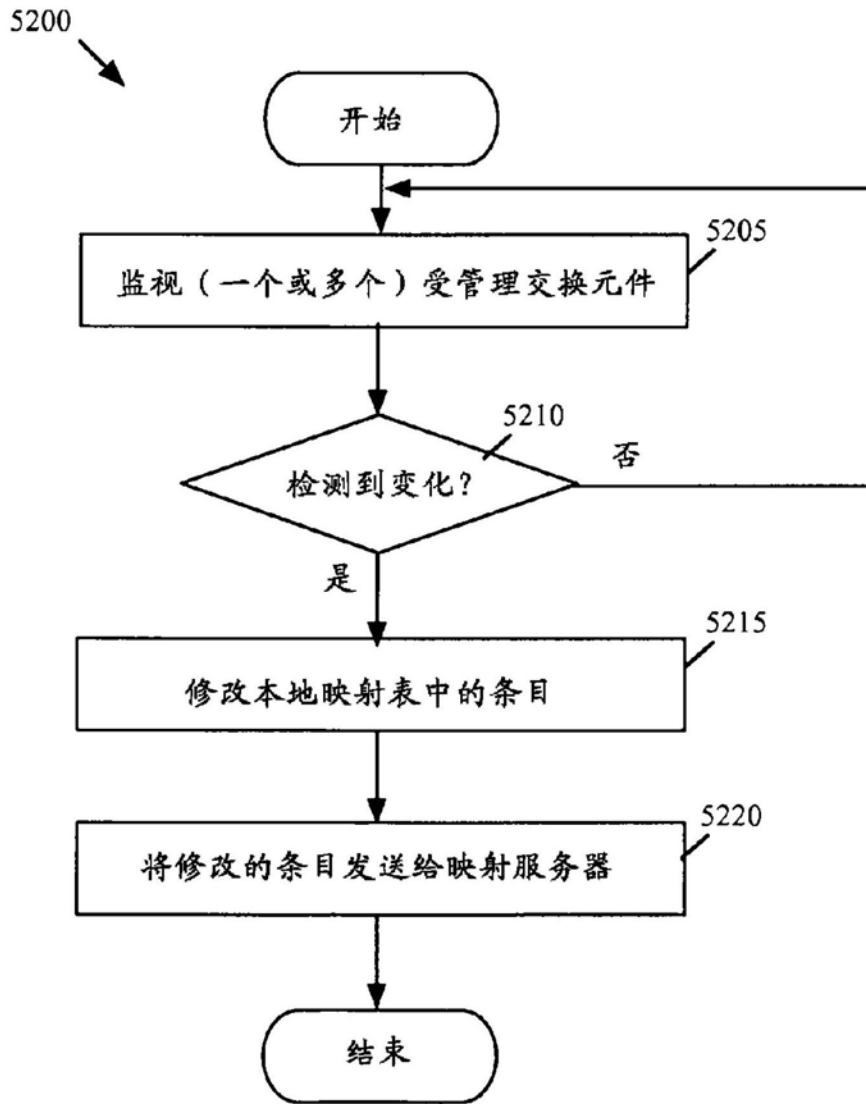 5200
开始
5205
监视（一个或多个）受管理交换元件
5210
检测到变化?
否
是
5215
修改本地映射表中的条目
5220
将修改的条目发送给映射服务器
结束